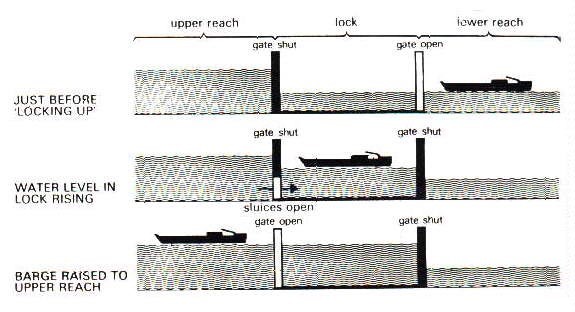 upper reach lock lower reach
gate shut gate open
JUST BEFORE
'LOCKING UP'
gate shut gate shut
WATER LEVEL IN
LOCK RISING
sluices open
gate open gate shut
BARGE RAISED TO
UPPER REACH